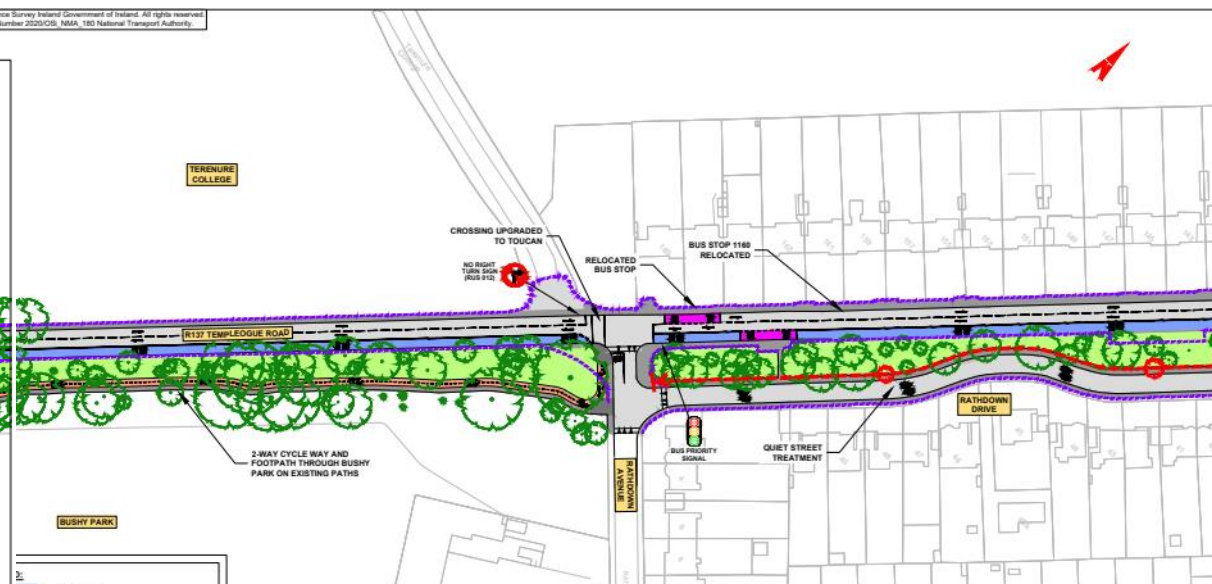 nce Survey Ireland Government of Ireland. All rights reserved.
Number 2020/OSi_NMA_180 National Transport Authority.
Terenure
College
TERENURE
COLLEGE
CROSSING UPGRADED
TO TOUCAN
NO RIGHT
TURN SIGN
(RUS 012)
RELOCATED
BUS STOP
BUS STOP 1160
RELOCATED
R137 TEMPLEOGUE ROAD
RATHDOWN
DRIVE
2-WAY CYCLE WAY AND
FOOTPATH THROUGH BUSHY
PARK ON EXISTING PATHS
BUS PRIORITY
SIGNAL
QUIET STREET
TREATMENT
RATHDOWN
AVENUE
BUSHY PARK